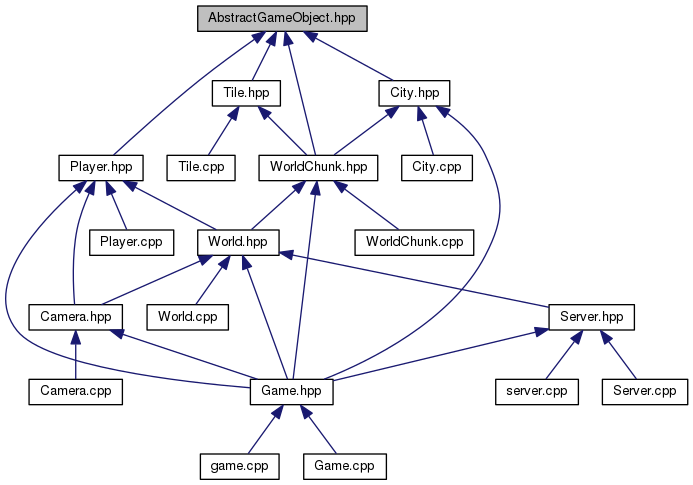 AbstractGameObject.hpp
Tile.hpp
City.hpp
Player.hpp
Tile.cpp
WorldChunk.hpp
City.cpp
Player.cpp
World.hpp
WorldChunk.cpp
Camera.hpp
World.cpp
Server.hpp
Camera.cpp
Game.hpp
server.cpp
Server.cpp
game.cpp
Game.cpp